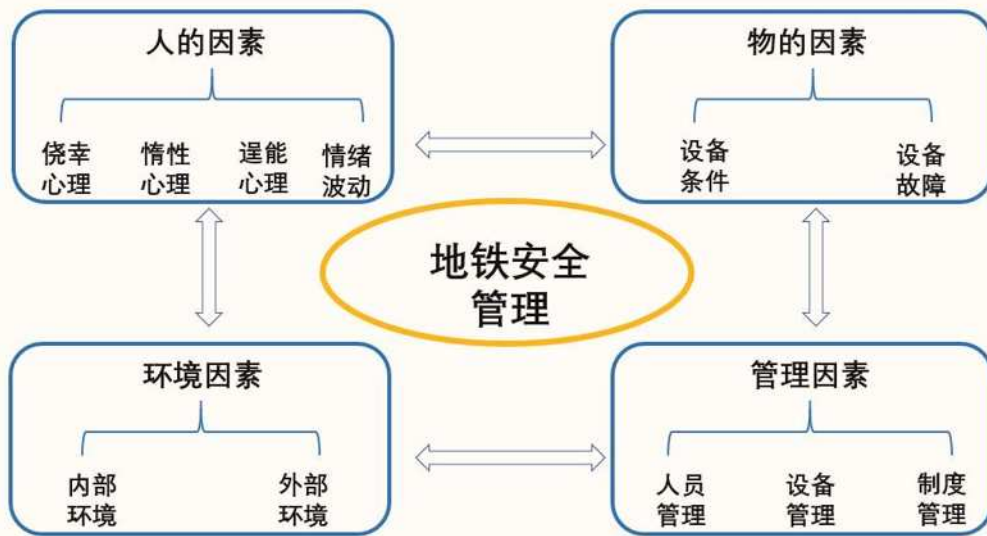 人的因素
侥幸
心理
惰性
心理
逞能
心理
情绪
波动
物的因素
设备
条件
设备
故障
地铁安全
管理
环境因素
内部
环境
外部
环境
管理因素
人员
管理
设备
管理
制度
管理